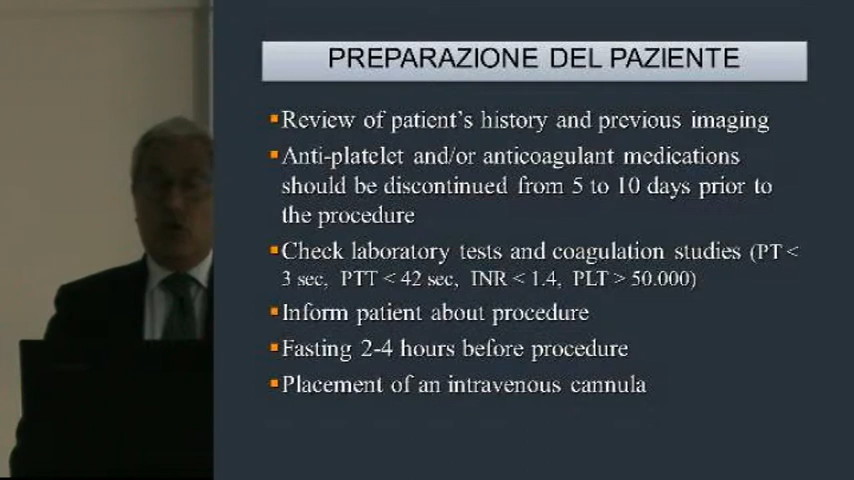 PREPARAZIONE DEL PAZIENTE
Review of patient's history and previous imaging
Anti-platelet and/or anticoagulant medications
should be discontinued from 5 to 10 days prior to
the procedure
Check laboratory tests and coagulation studies (PT <
3 sec, PTT < 42 sec, INR < 1.4, PLT > 50.000)
Inform patient about procedure
Fasting 2-4 hours before procedure
Placement of an intravenous cannula